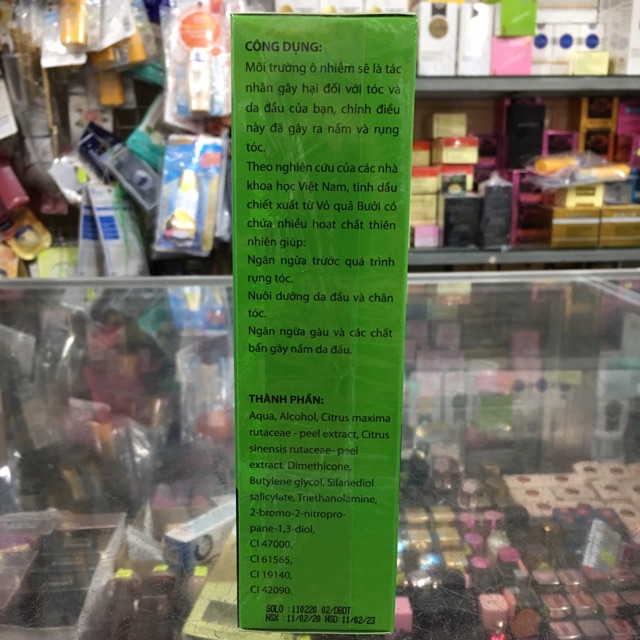 CÔNG DỤNG:
Môi trường ô nhiễm sẽ là tác
nhân gây hại đối với tóc và
da đầu của bạn, chính điều
này đã gây ra nấm và rụng
tóc.
Theo nghiên cứu của các nhà
khoa học Việt Nam, tinh dầu
chiết xuất từ Vỏ quả Bưởi có
chứa nhiều hoạt chất thiên
nhiên giúp:
Ngăn ngừa trước quá trình
rụng tóc.
Nuôi dưỡng da đầu và chân
tóc.
Ngăn ngừa gàu và các chất
bẩn gây nấm da đầu.
THÀNH PHẦN:
Aqua, Alcohol, Citrus maxima
rutaceae - peel extract, Citrus
sinensis rutaceae- peel
extract, Dimethicone,
Butylene glycol, Silanediol
salicylate, Triethanolamine,
2-bromo-2-nitropro-
pane-1,3-diol,
CI 47000,
CI 61565,
CI 19140,
CI 42090.
SOLO :110220 02/OBDT
NSX :11/02/20 HSD:11/02/23